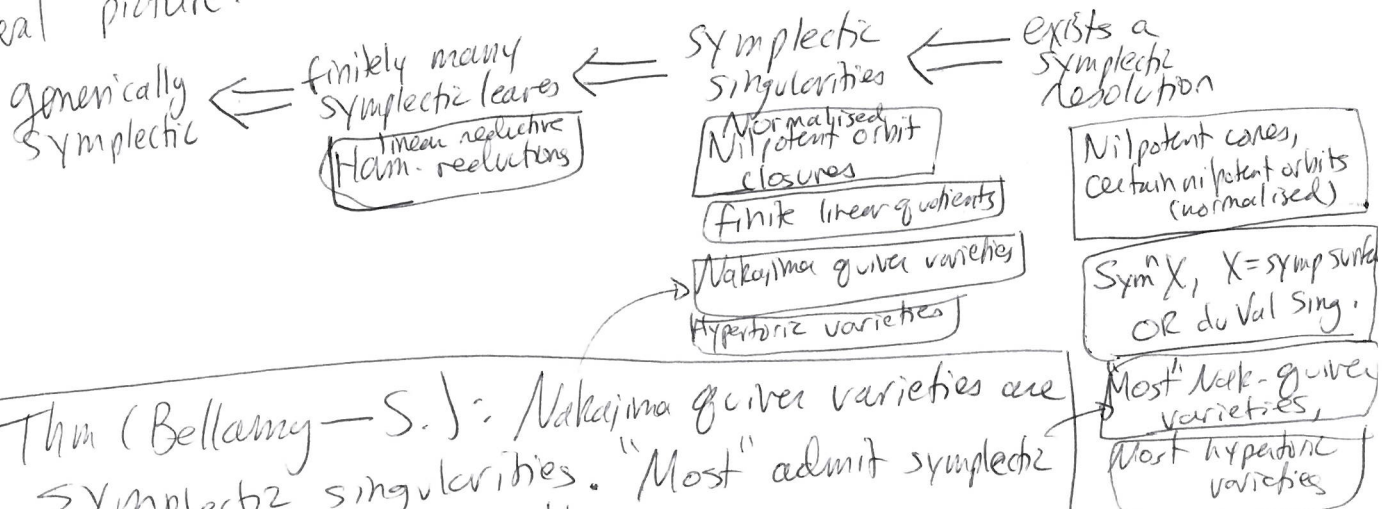 picture
generically
symplectic
⟸
finitely many
symplectic leaves
linear reductive
Ham. reductions
⟸
symplectic
singularities
Normalised
Nilpotent orbit
closures
finite linear quotients
Nakajima quiver varieties
Hypertoric varieties
⟸
exists a
symplectic
resolution
Nilpotent cones,
certain nilpotent orbits
(normalised)
Symⁿ X, X = symp surfa
OR du Val Sing.
"Most" Nak-quiver
varieties,
Most hypertoric
varieties
Thm (Bellamy—S.): Nakajima quiver varieties are
symplectic singularities. "Most" admit symplectic